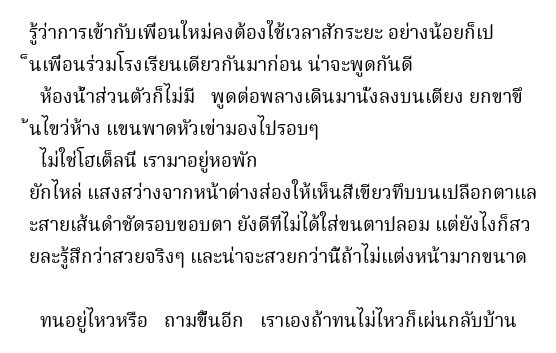 รู้ว่าการเข้ากับเพื่อนใหม่คงต้องใช้เวลาสักระยะ อย่างน้อยก็เป
็นเพื่อนร่วมโรงเรียนเดียวกันมาก่อน น่าจะพูดกันดี
ห้องน้ำส่วนตัวก็ไม่มี พูดต่อพลางเดินมานั่งลงบนเตียง ยกขาขึ
้นไขว่ห้าง แขนพาดหัวเข่ามองไปรอบๆ
ไม่ใช่โฮเต็ลนี่ เรามาอยู่หอพัก
ยักไหล่ แสงสว่างจากหน้าต่างส่องให้เห็นสีเขียวทึบบนเปลือกตาแล
ะสายเส้นดำชัดรอบขอบตา ยังดีที่ไม่ได้ใส่ขนตาปลอม แต่ยังไงก็สว
ยละรู้สึกว่าสวยจริงๆ และน่าจะสวยกว่านี้ถ้าไม่แต่งหน้ามากขนาด
ทนอยู่ไหวหรือ ถามขึ้นอีก เราเองถ้าทนไม่ไหวก็เผ่นกลับบ้าน